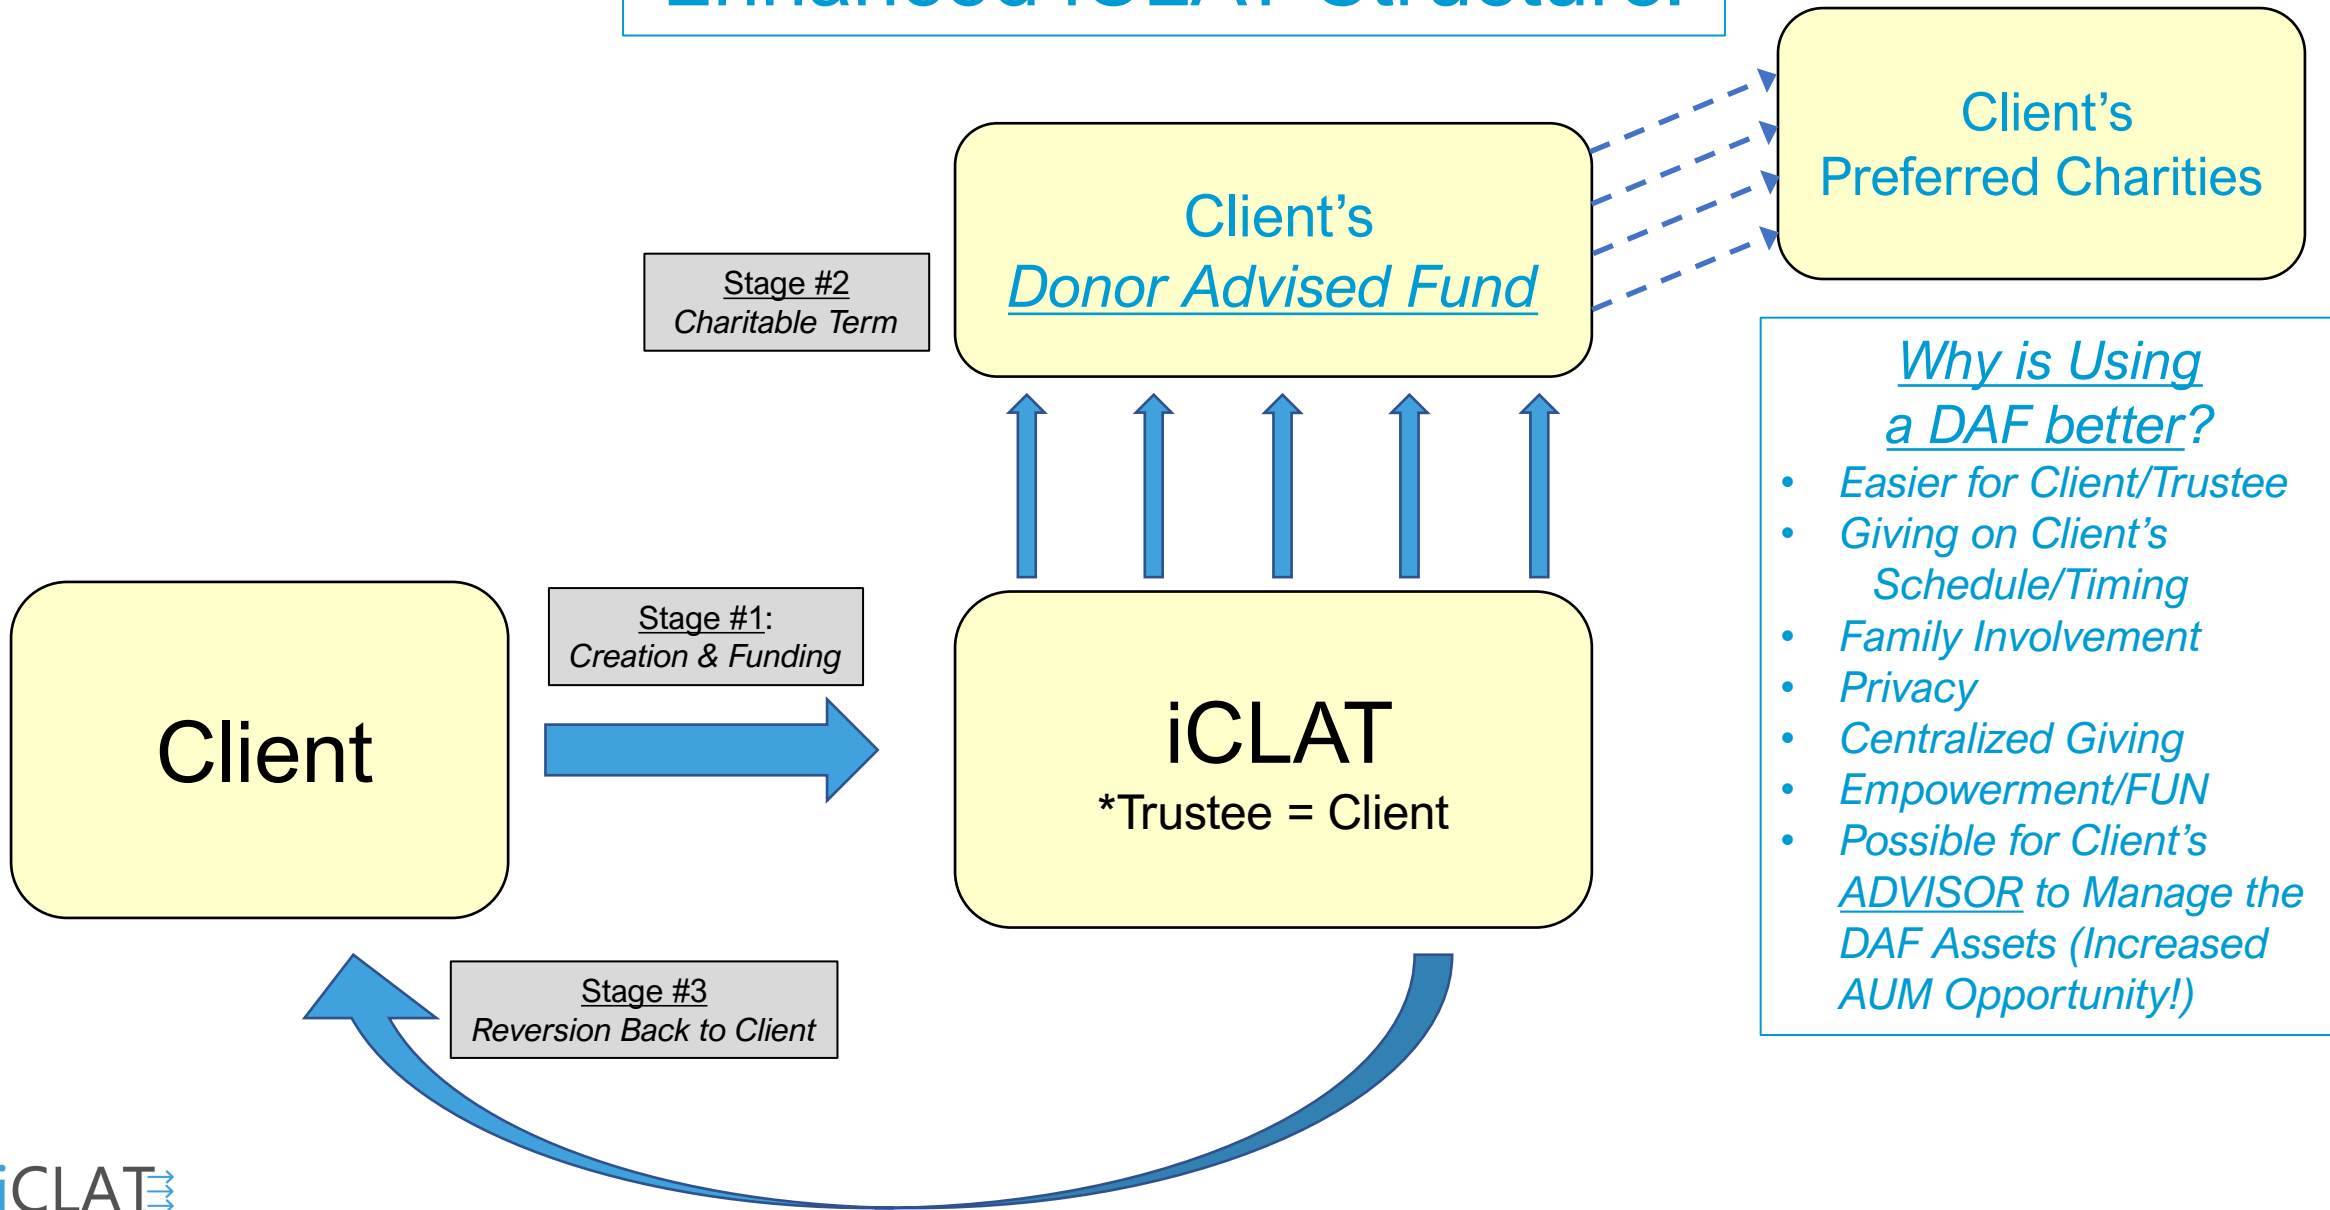 Enhanced iCLAT Structure:
Client's
Preferred Charities
Client's
Donor Advised Fund
Stage #2
Charitable Term
Why is Using
a DAF better?
• Easier for Client/Trustee
• Giving on Client's
Schedule/Timing
• Family Involvement
• Privacy
• Centralized Giving
• Empowerment/FUN
• Possible for Client's
ADVISOR to Manage the
DAF Assets (Increased
AUM Opportunity!)
Stage #1:
Creation & Funding
Client
iCLAT
*Trustee = Client
Stage #3
Reversion Back to Client
iCLAT